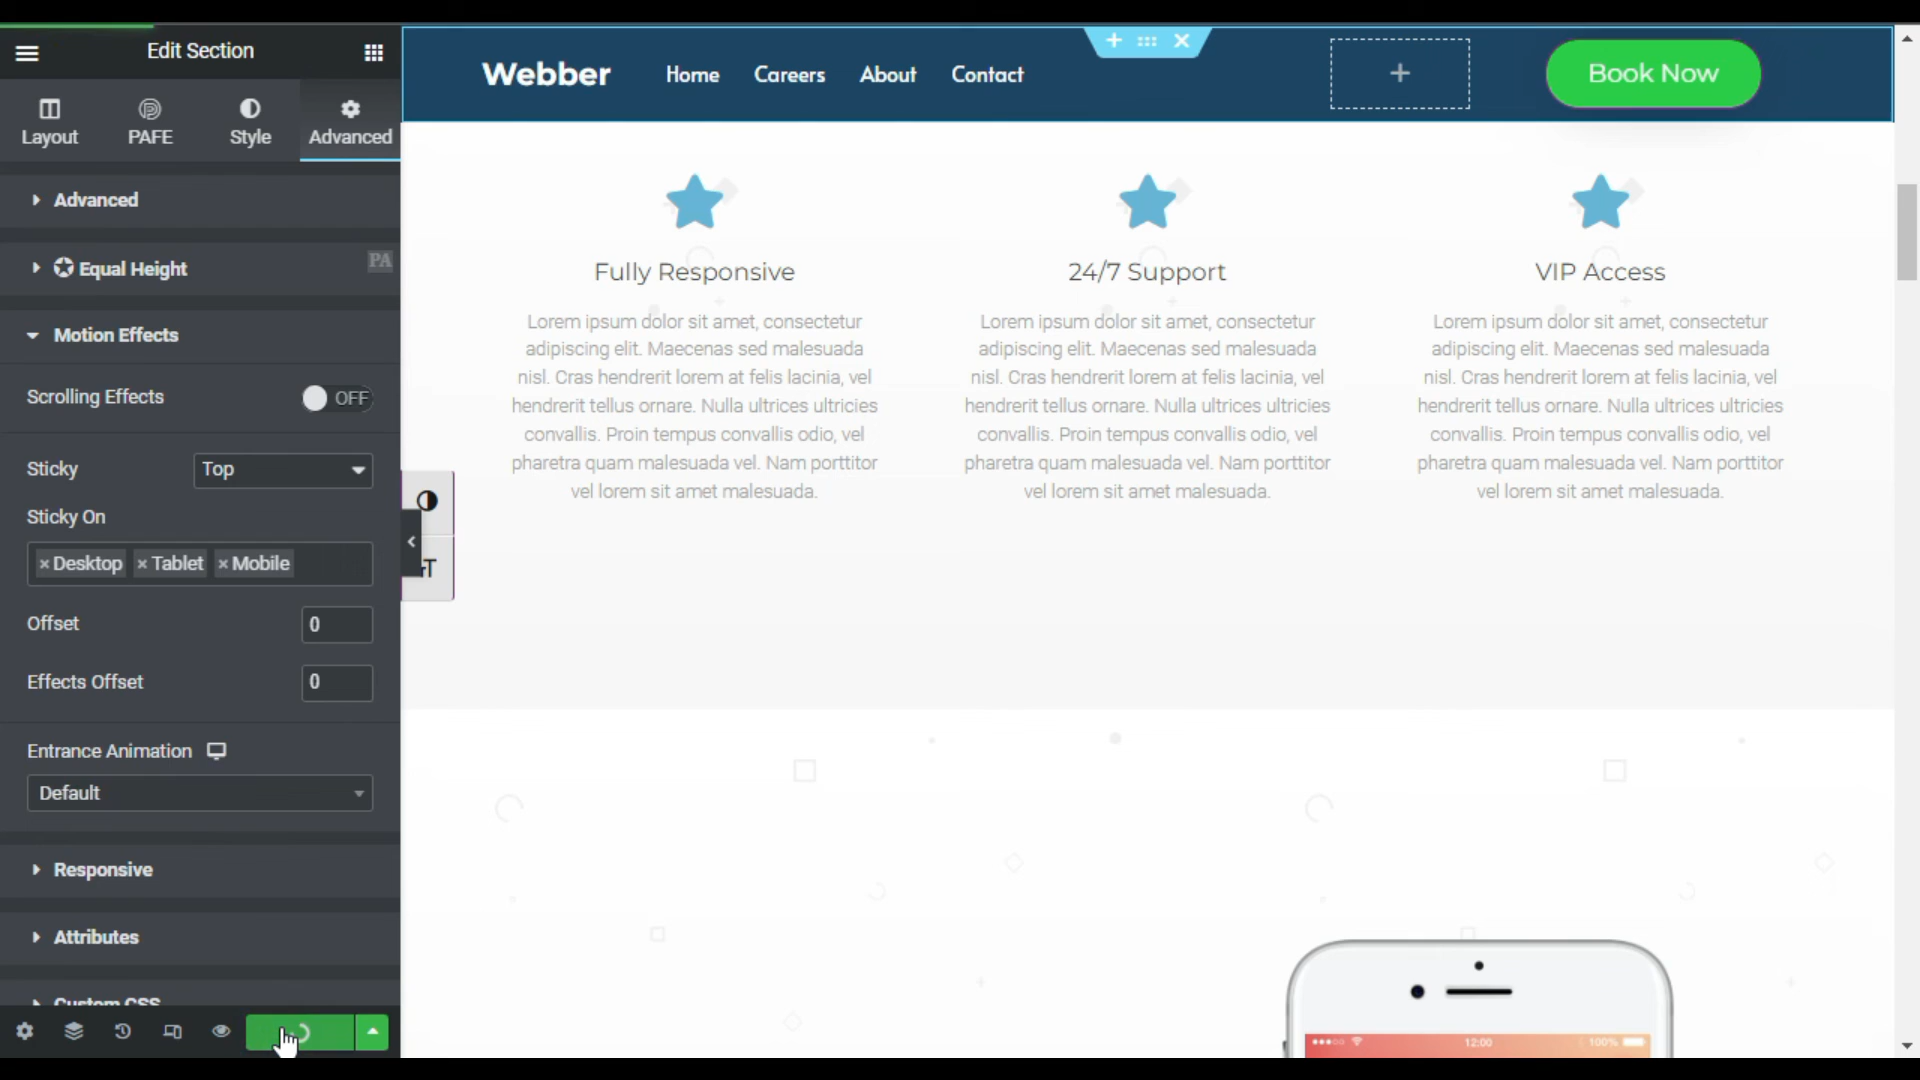 Edit Section
Layout
PAFE
Style
Advanced
Advanced
Equal Height
PA
Motion Effects
Scrolling Effects
OFF
Sticky
Top
Sticky On
×Desktop ×Tablet ×Mobile
Offset
0
Effects Offset
0
Entrance Animation
Default
Responsive
Attributes
Custom CSS
Webber
Home
Careers
About
Contact
Book Now
Fully Responsive
Lorem ipsum dolor sit amet, consectetur
adipiscing elit. Maecenas sed malesuada
nisl. Cras hendrerit lorem at felis lacinia, vel
hendrerit tellus ornare. Nulla ultrices ultricies
convallis. Proin tempus convallis odio, vel
pharetra quam malesuada vel. Nam porttitor
vel lorem sit amet malesuada.
24/7 Support
Lorem ipsum dolor sit amet, consectetur
adipiscing elit. Maecenas sed malesuada
nisl. Cras hendrerit lorem at felis lacinia, vel
hendrerit tellus ornare. Nulla ultrices ultricies
convallis. Proin tempus convallis odio, vel
pharetra quam malesuada vel. Nam porttitor
vel lorem sit amet malesuada.
VIP Access
Lorem ipsum dolor sit amet, consectetur
adipiscing elit. Maecenas sed malesuada
nisl. Cras hendrerit lorem at felis lacinia, vel
hendrerit tellus ornare. Nulla ultrices ultricies
convallis. Proin tempus convallis odio, vel
pharetra quam malesuada vel. Nam porttitor
vel lorem sit amet malesuada.
12:00
100%